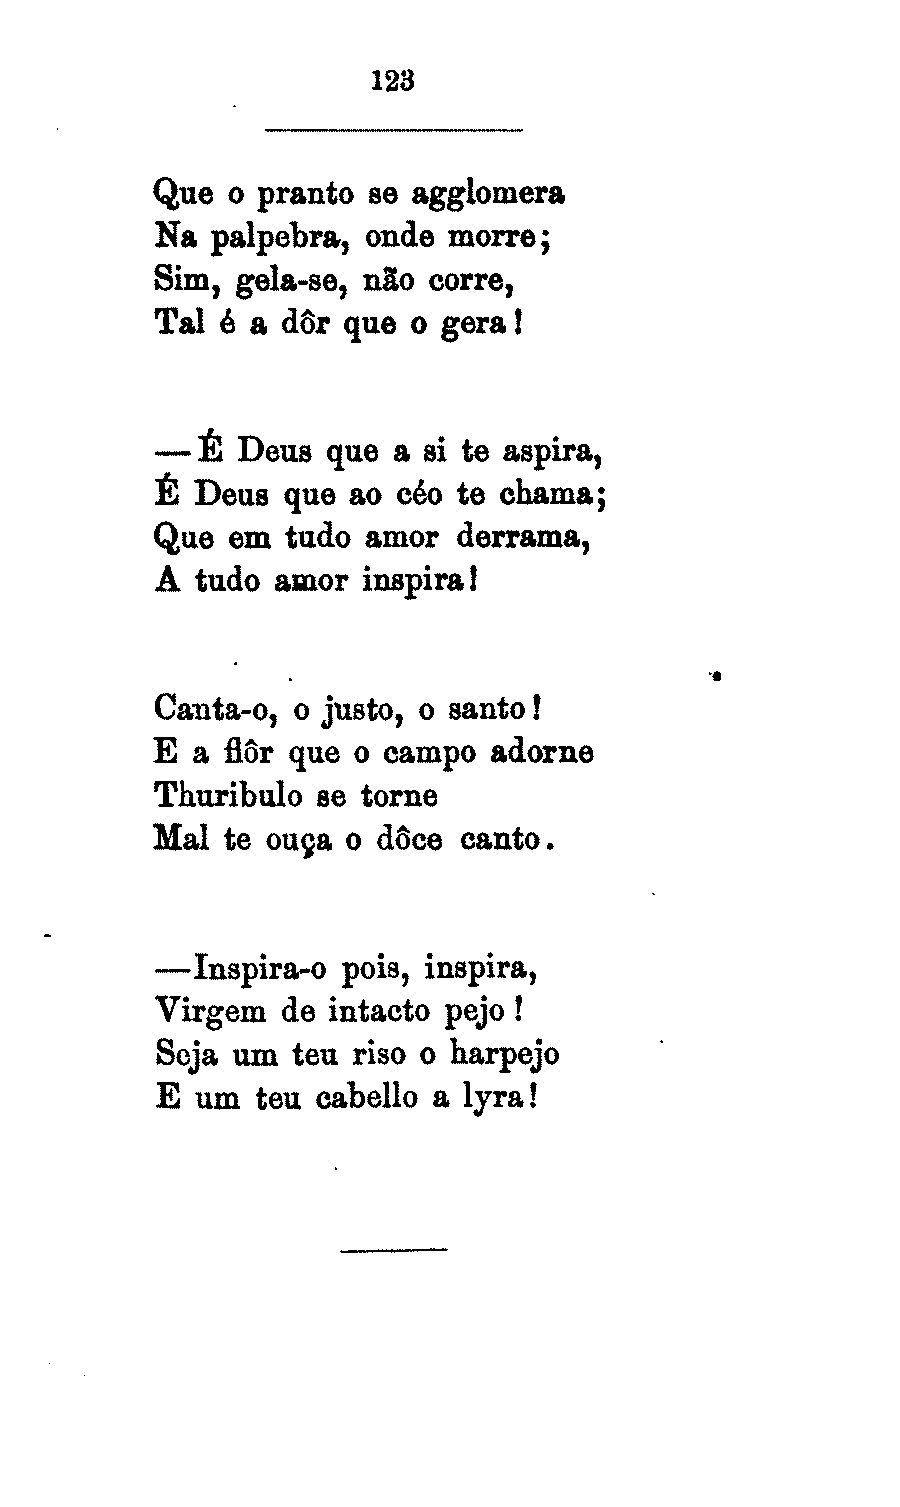 123
Que o pranto se agglomera
Na palpebra, onde morre;
Sim, gela-se, não corre,
Tal é a dôr que o gera!
—É Deus que a si te aspira,
É Deus que ao céo te chama;
Que em tudo amor derrama,
A tudo amor inspira!
Canta-o, o justo, o santo!
E a flôr que o campo adorne
Thuribulo se torne
Mal te ouça o dôce canto.
—Inspira-o pois, inspira,
Virgem de intacto pejo!
Seja um teu riso o harpejo
E um teu cabello a lyra!